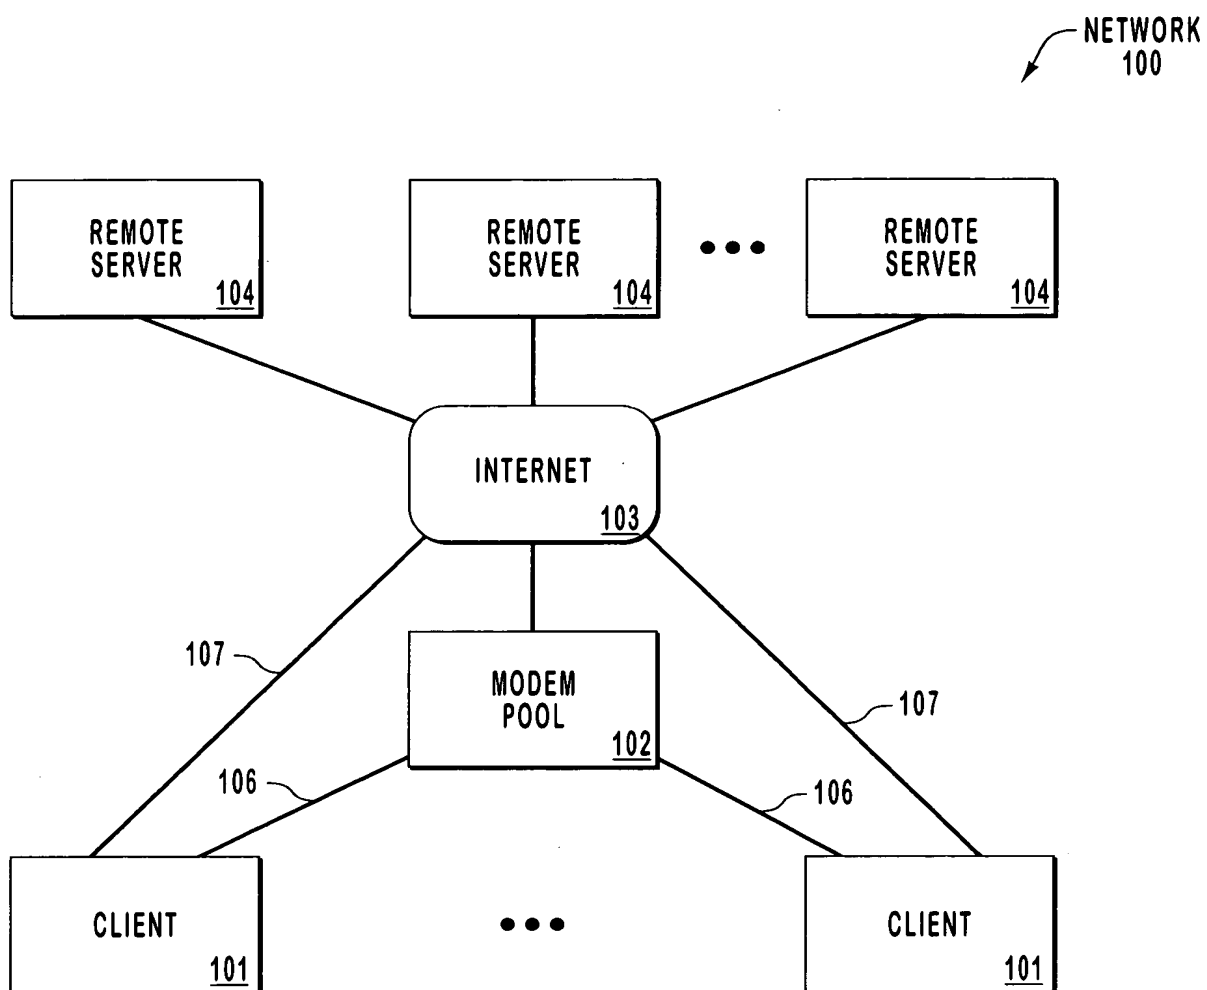 NETWORK
100
REMOTE
SERVER
104
REMOTE
SERVER
104
REMOTE
SERVER
104
INTERNET
103
107
MODEM
POOL
102
107
106
106
CLIENT
101
CLIENT
101